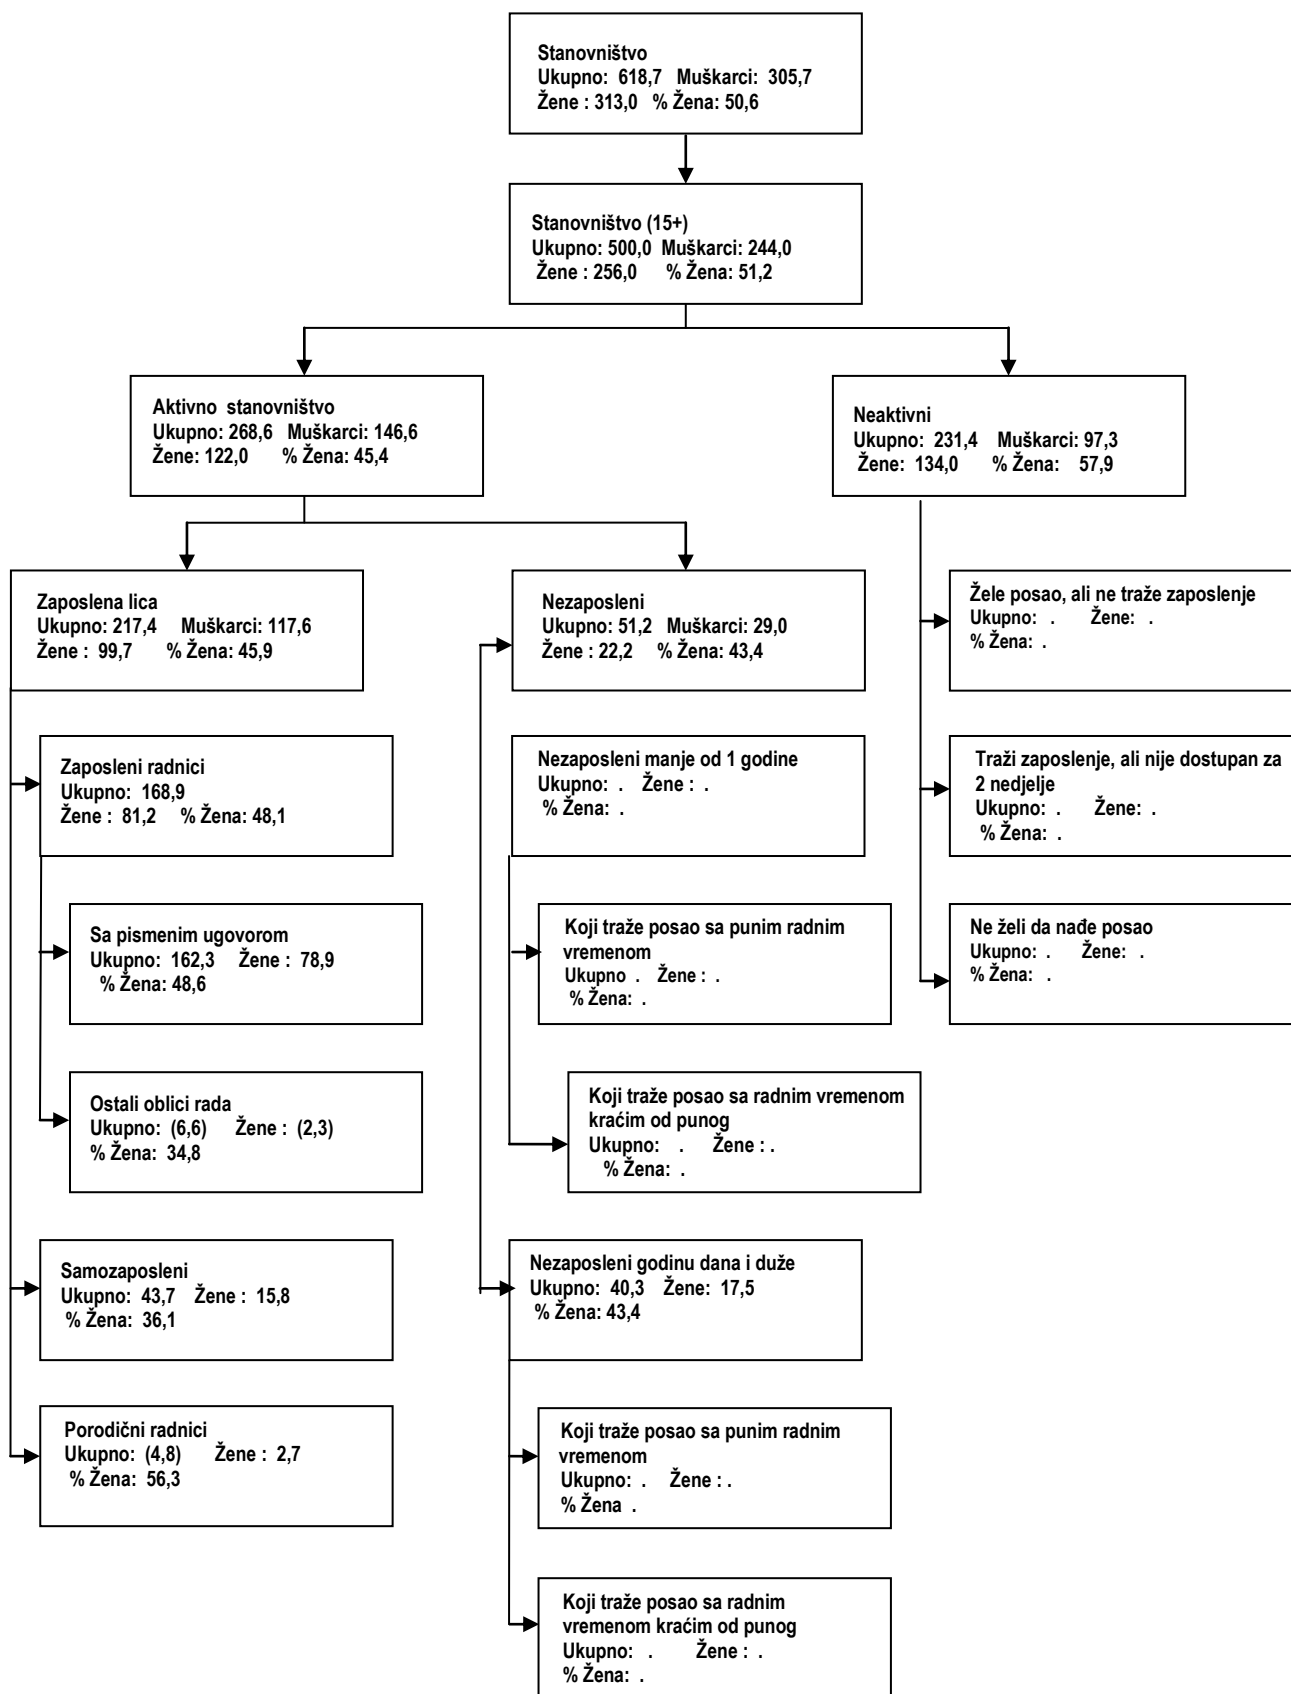 Stanovništvo
Ukupno: 618,7 Muškarci: 305,7
Žene : 313,0 % Žena: 50,6
Stanovništvo (15+)
Ukupno: 500,0 Muškarci: 244,0
Žene : 256,0 % Žena: 51,2
Aktivno stanovništvo
Ukupno: 268,6 Muškarci: 146,6
Žene: 122,0 % Žena: 45,4
Neaktivni
Ukupno: 231,4 Muškarci: 97,3
Žene: 134,0 % Žena: 57,9
Zaposlena lica
Ukupno: 217,4 Muškarci: 117,6
Žene : 99,7 % Žena: 45,9
Nezaposleni
Ukupno: 51,2 Muškarci: 29,0
Žene : 22,2 % Žena: 43,4
Žele posao, ali ne traže zaposlenje
Ukupno: . Žene: .
% Žena: .
Zaposleni radnici
Ukupno: 168,9
Žene : 81,2 % Žena: 48,1
Nezaposleni manje od 1 godine
Ukupno: . Žene : .
% Žena: .
Traži zaposlenje, ali nije dostupan za
2 nedjelje
Ukupno: . Žene: .
% Žena: .
Sa pismenim ugovorom
Ukupno: 162,3 Žene : 78,9
% Žena: 48,6
Koji traže posao sa punim radnim
vremenom
Ukupno . Žene : .
% Žena: .
Ne želi da nađe posao
Ukupno: . Žene: .
% Žena: .
Ostali oblici rada
Ukupno: (6,6) Žene : (2,3)
% Žena: 34,8
Koji traže posao sa radnim vremenom
kraćim od punog
Ukupno: . Žene : .
% Žena: .
Samozaposleni
Ukupno: 43,7 Žene : 15,8
% Žena: 36,1
Nezaposleni godinu dana i duže
Ukupno: 40,3 Žene: 17,5
% Žena: 43,4
Porodični radnici
Ukupno: (4,8) Žene : 2,7
% Žena: 56,3
Koji traže posao sa punim radnim
vremenom
Ukupno: . Žene : .
% Žena .
Koji traže posao sa radnim
vremenom kraćim od punog
Ukupno: . Žene : .
% Žena: .